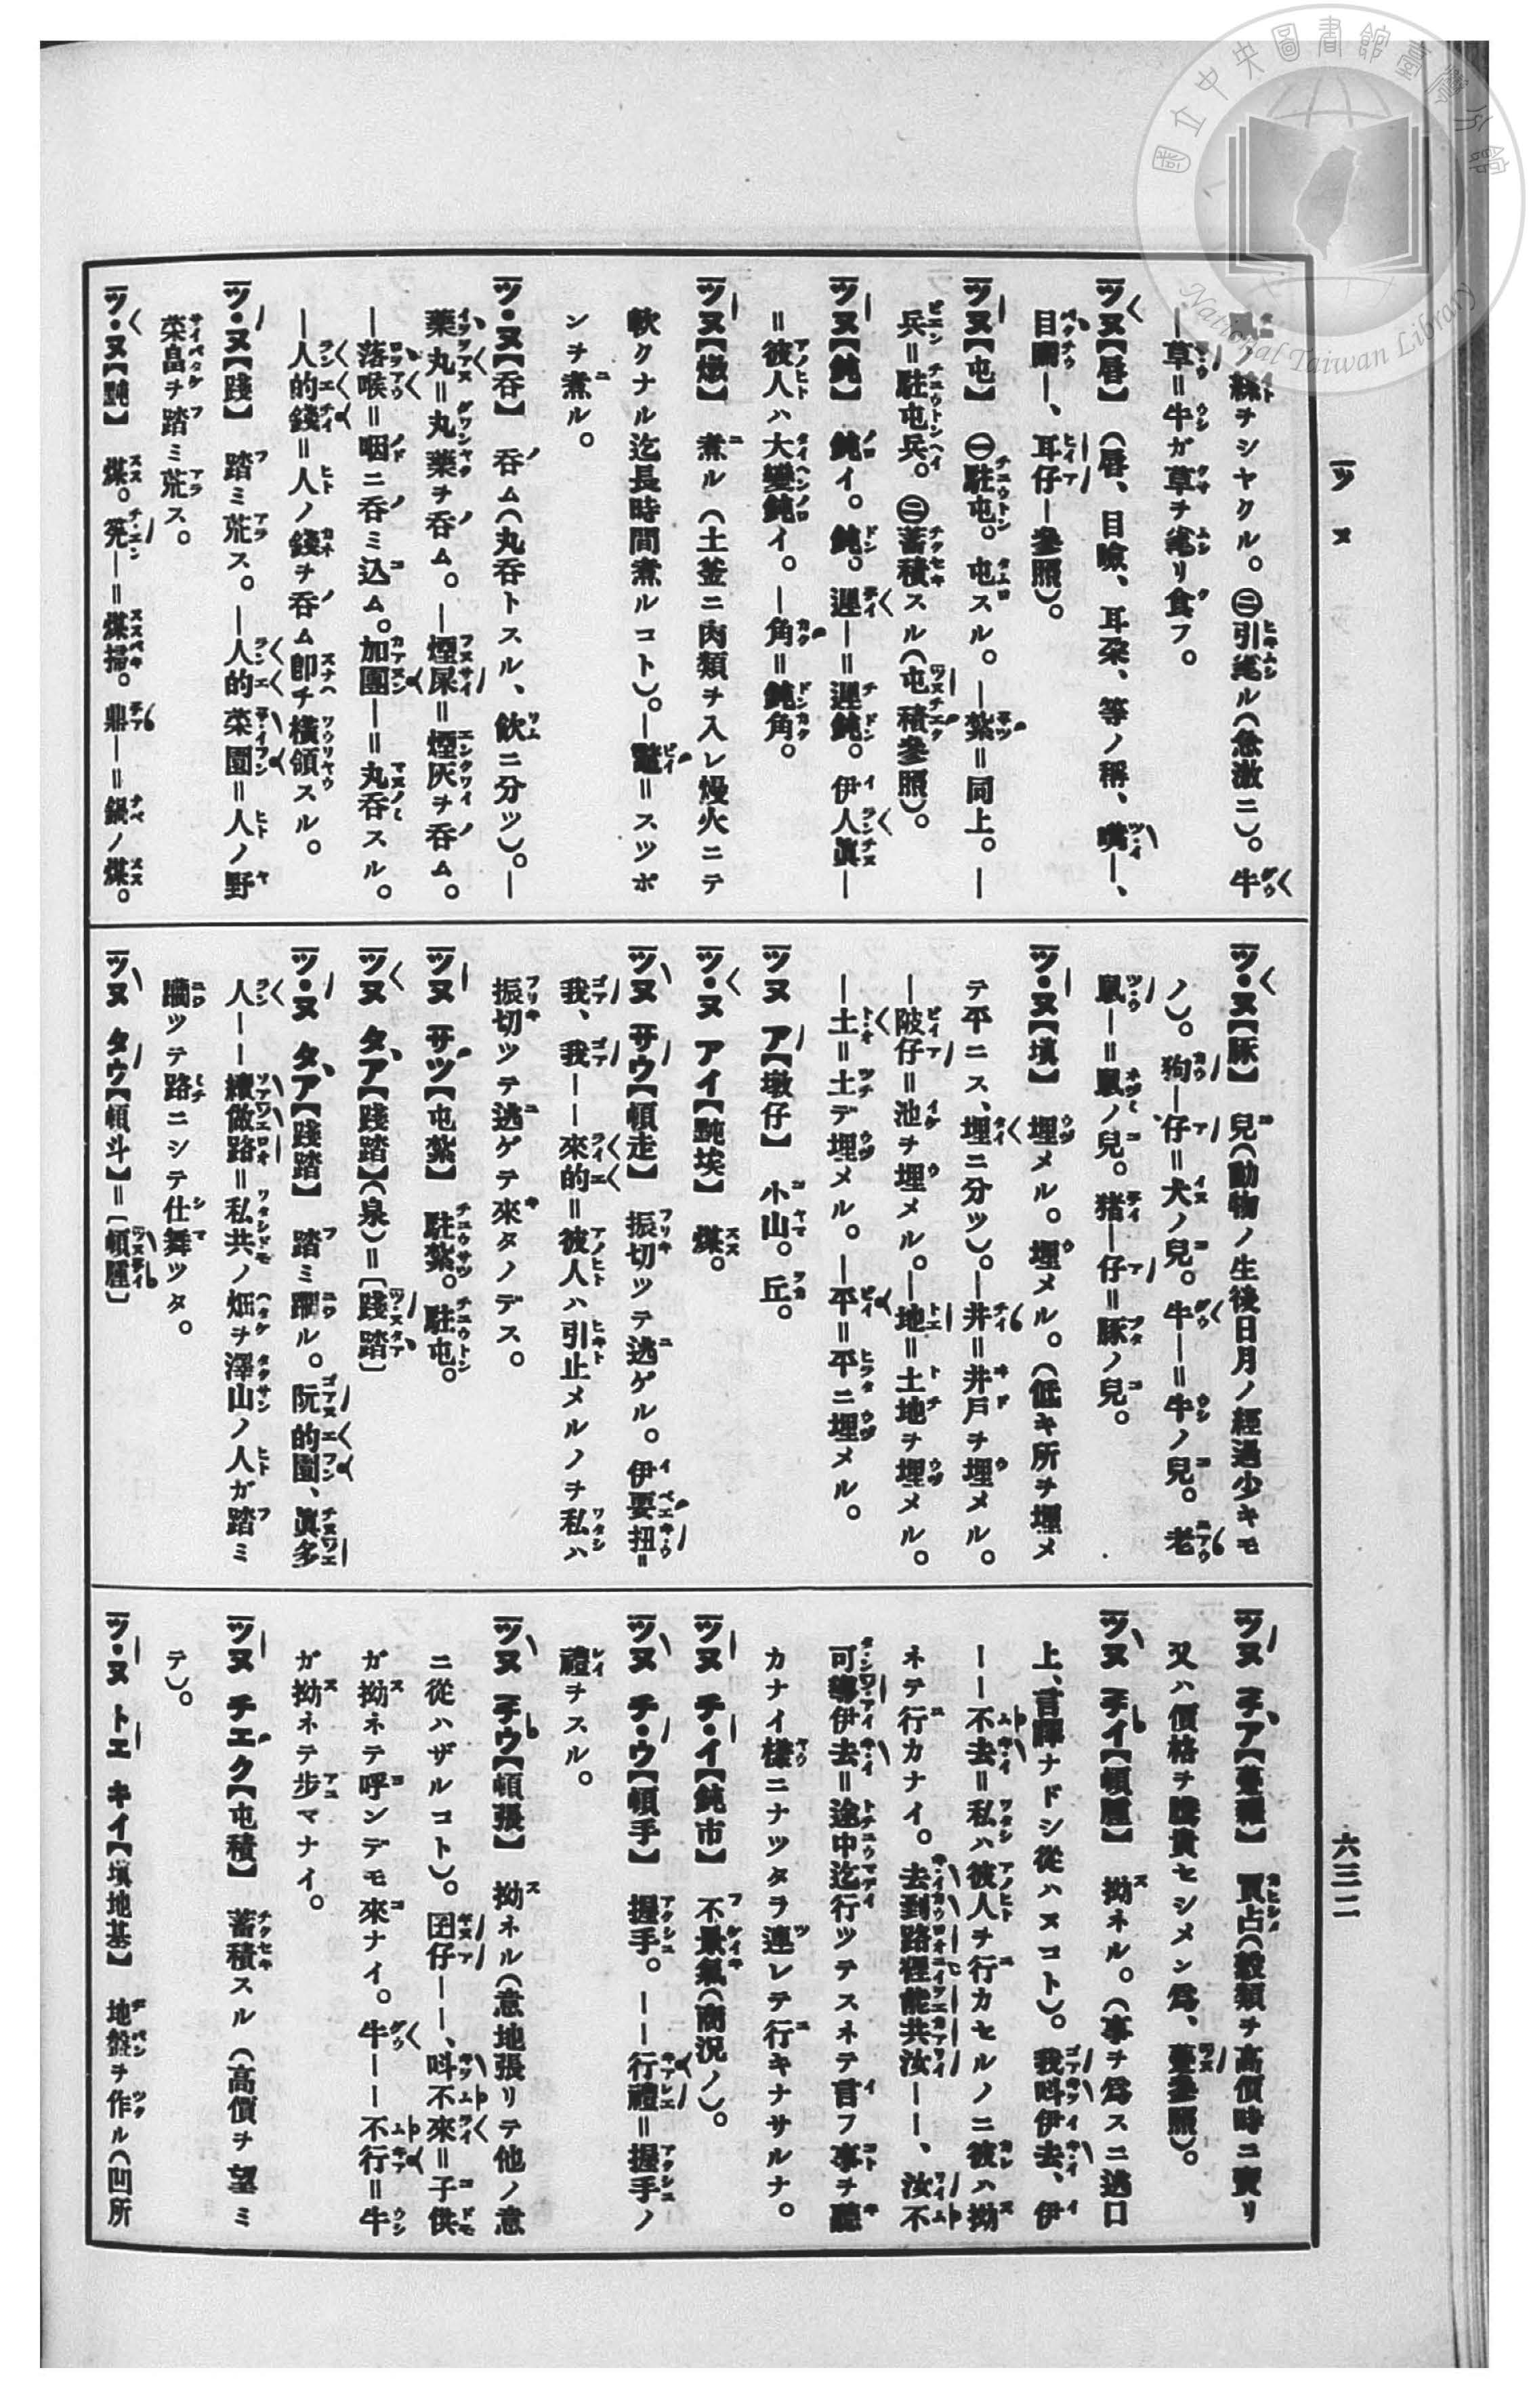 國立中央圖書館臺灣分館
National Taiwan Library
ツヌ
六三二
ノ絲ヲシヤクル。㊂引毟ル(急激ニ)。牛
—草=牛ガ草ヲ毟リ食フ。
ツヌ【唇】 (唇、目瞼、耳朶、等ノ稱、嘴—、
目睭—、耳仔—參照)。
ツヌ【屯】 ㊀駐屯。屯スル。—紮=同上。—
兵=駐屯兵。㊁蓄積スル(屯積參照)。
ツヌ【鈍】 鈍イ。鈍。遲—=遲鈍。伊人眞—
=彼人ハ大變鈍イ。—角=鈍角。
ツヌ【燉】 煮ル(土釜ニ肉類ヲ入レ熳火ニテ
軟クナル迄長時間煮ルコト)。—鼈=スツポ
ンヲ煮ル。
ツ・ヌ【吞】 吞ム(丸吞トスル、飲ニ分ツ)。—
藥丸=丸藥ヲ吞ム。—煙屎=煙灰ヲ吞ム。
—落喉=咽ニ吞ミ込ム。加圇—=丸吞スル。
—人的錢=人ノ錢ヲ吞ム卽チ橫領スル。
ツ・ヌ【踐】 踏ミ荒ス。—人的菜園=人ノ野
菜畠ヲ踏ミ荒ス。
ツ・ヌ【黗】 煤。筅—=煤掃。鼎—=鍋ノ煤。
ツ・ヌ【豚】 兒(動物ノ生後日月ノ經過少キモ
ノ)。狗—仔=犬ノ兒。牛—=牛ノ兒。老
鼠—=鼠ノ兒。猪—仔=豚ノ兒。
ツ・ヌ【塡】 埋メル。埋メル。(低キ所ヲ埋メ
テ平ニス、埋ニ分ツ)。—井=井戶ヲ埋メル。
—陂仔=池ヲ埋メル。—地=土地ヲ埋メル。
—土=土デ埋メル。—平=平ニ埋メル。
ツヌ ア【墩仔】 小山。丘。
ツ・ヌ アイ【黗埃】 煤。
ツヌ サウ【頓走】 振切ツテ逃ゲル。伊要扭=
我、我——來的=彼人ハ引止メルノヲ私ハ
振切ツテ逃ゲテ來タノデス。
ツヌ サツ【屯紮】 駐紮。駐屯。
ツヌ タア【踐踏】(泉)=〔踐踏〕
ツ・ヌ タア【踐踏】 踏ミ躙ル。阮的園、眞多
人——續做路=私共ノ畑ヲ澤山ノ人ガ踏ミ
躙ツテ路ニシテ仕舞ツタ。
ツヌ タウ【頓斗】=〔頓腫〕
ツヌ チア【躉糶】 買占(穀類ヲ高價時ニ賣リ
又ハ價格ヲ騰貴セシメン爲、躉參照)。
ツヌ チイ【頓腫】 拗ネル。(事ヲ爲スニ逃口
上、言譯ナドシ從ハヌコト)。我叫伊去、伊
——不去=私ハ彼人ヲ行カセルノニ彼ハ拗
ネテ行カナイ。去到路裡能共汝——、汝不
可導伊去=途中迄行ツテスネテ言フ事ヲ聽
カナイ樣ニナツタラ連レテ行キナサルナ。
ツヌ チ・イ【鈍市】 不景氣(商況ノ)。
ツヌ チ・ウ【頓手】 握手。——行禮=握手ノ
禮ヲスル。
ツヌ チウ【頓張】 拗ネル(意地張リテ他ノ意
ニ從ハザルコト)。囝仔——、叫不來=子供
ガ拗ネテ呼ンデモ來ナイ。牛——不行=牛
ガ拗ネテ步マナイ。
ツヌ チエク【屯積】 蓄積スル(高價ヲ望ミ
テ)。
ツ・ヌ トエ キイ【塡地基】 地盤ヲ作ル(凹所